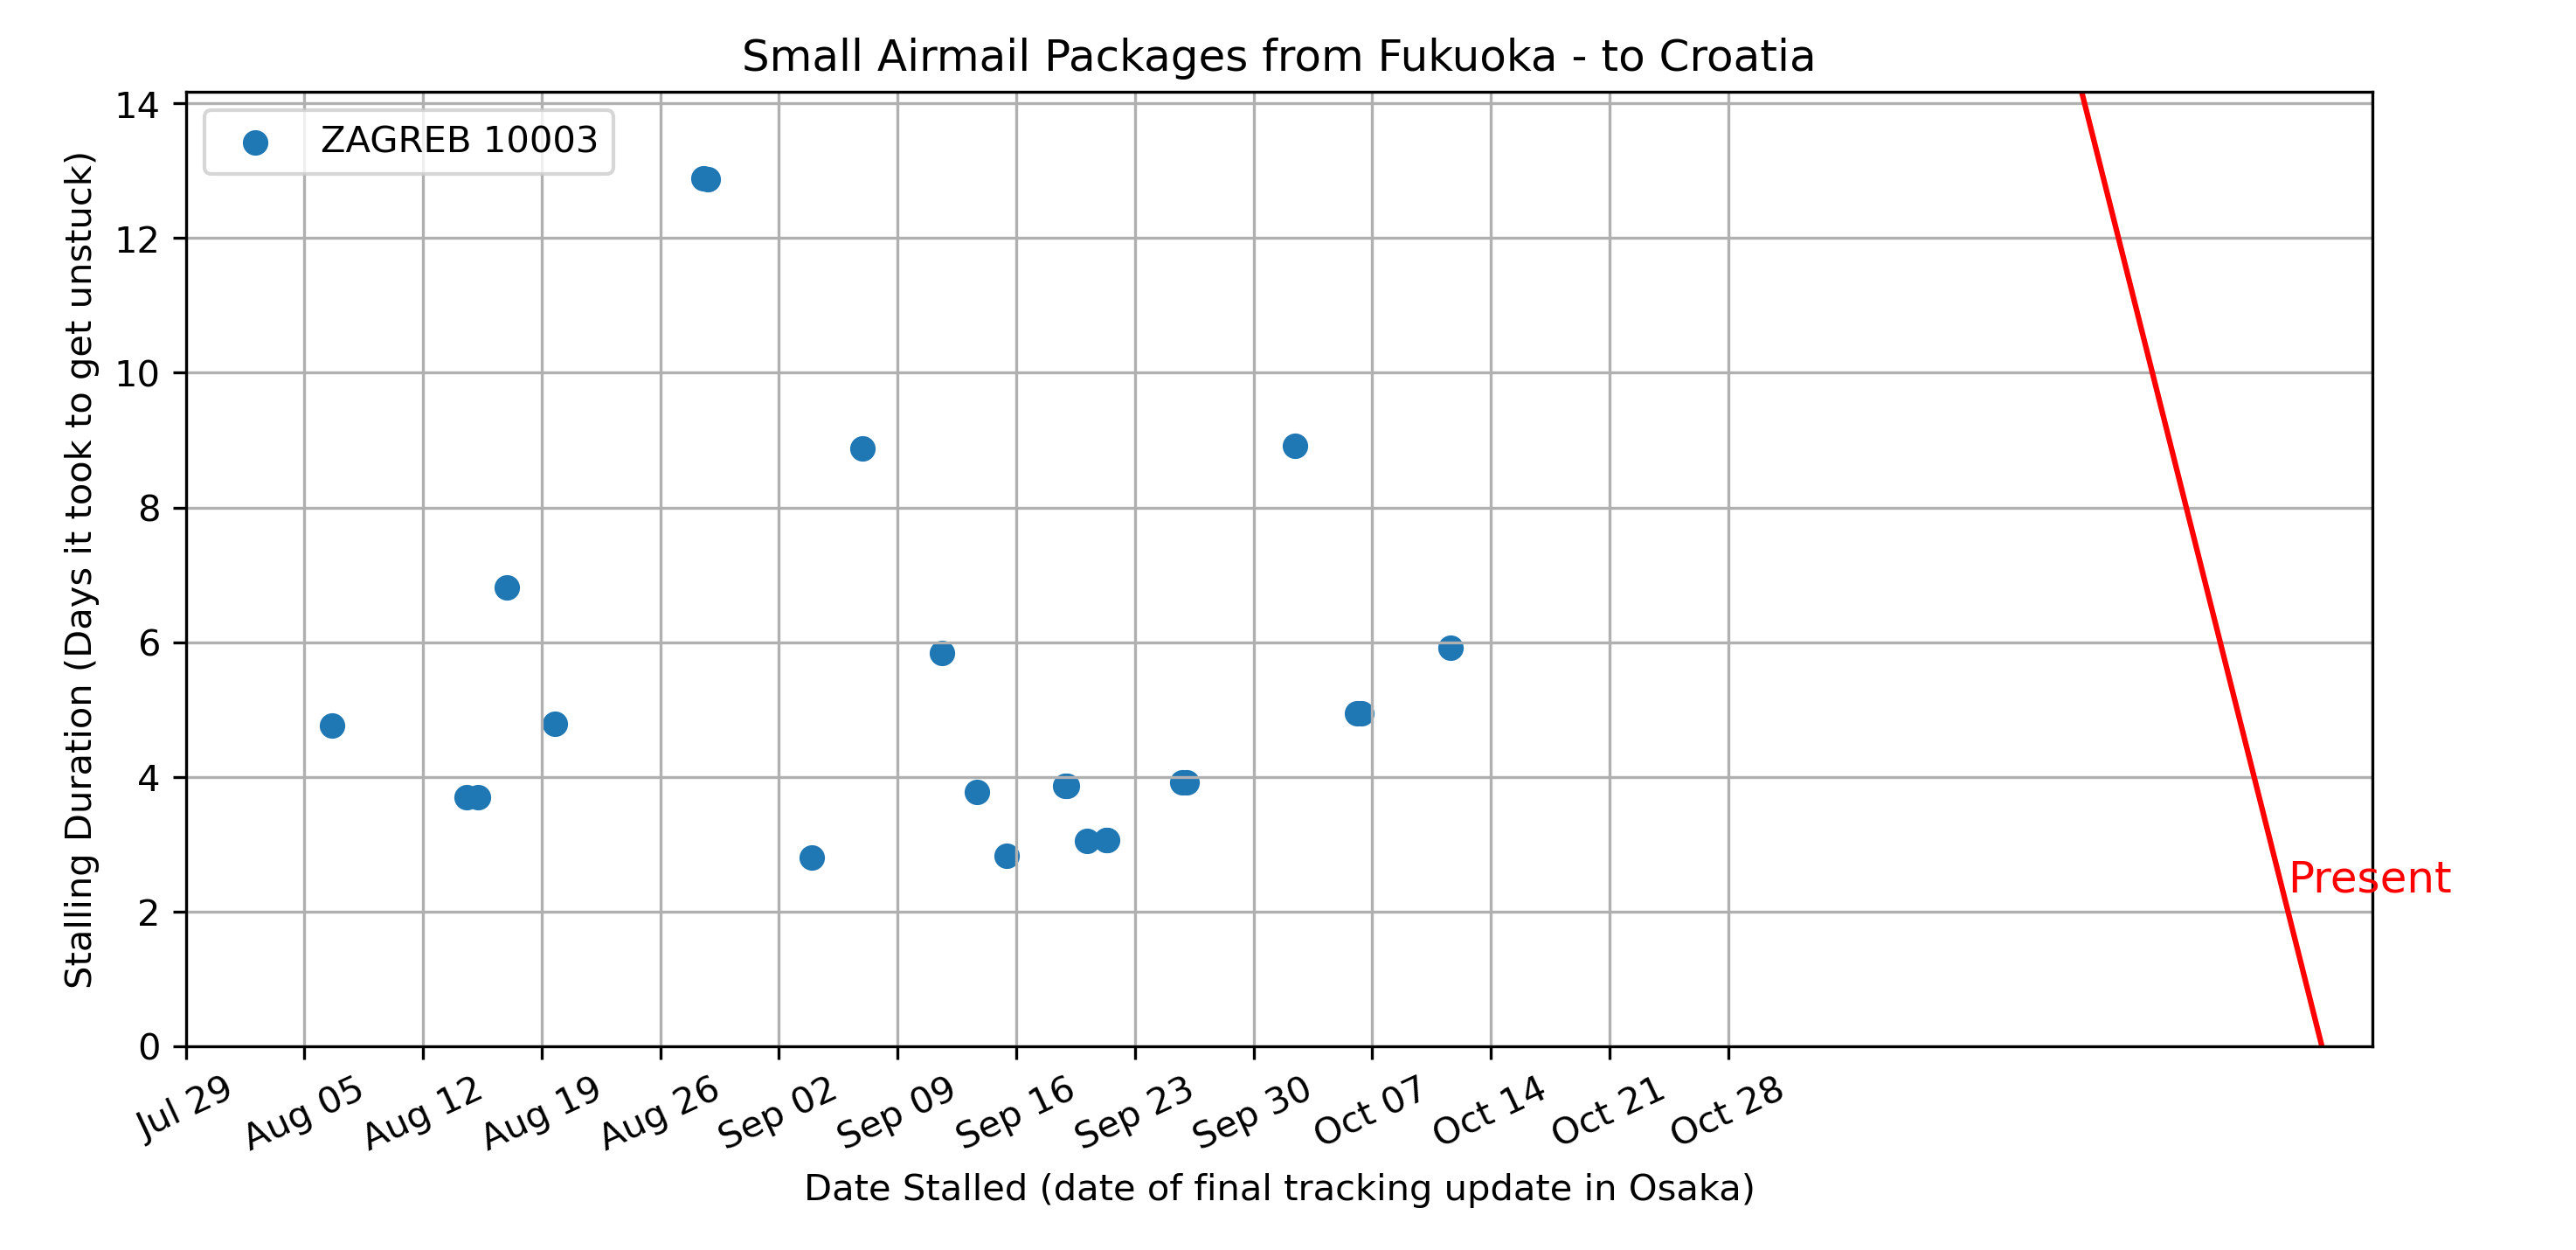 Small Airmail Packages from Fukuoka - to Croatia
ZAGREB 10003
Stalling Duration (Days it took to get unstuck)
14
12
10
8
6
4
2
0
Present
Jul 29
Aug 05
Aug 12
Aug 19
Aug 26
Sep 02
Sep 09
Sep 16
Sep 23
Sep 30
Oct 07
Oct 14
Oct 21
Oct 28
Date Stalled (date of final tracking update in Osaka)